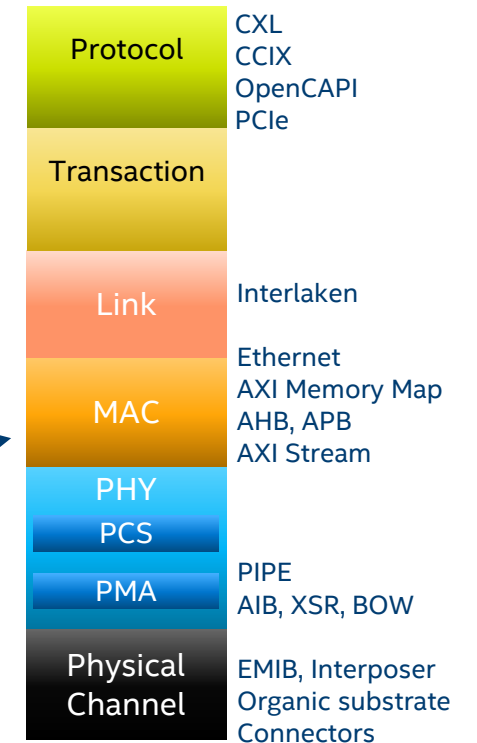 Protocol
CXL
CCIX
OpenCAPI
PCIe
Transaction
Link
Interlaken
MAC
Ethernet
AXI Memory Map
AHB, APB
AXI Stream
PHY
PCS
PMA
PIPE
AIB, XSR, BOW
Physical
Channel
EMIB, Interposer
Organic substrate
Connectors